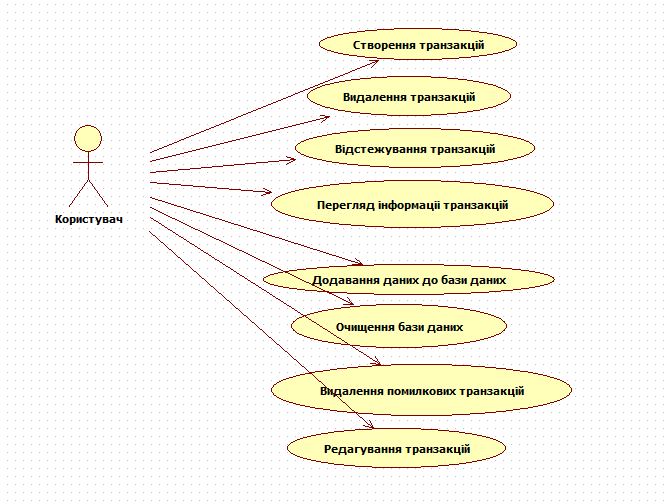 Створення транзакцій
Видалення транзакцій
Відстежування транзакцій
Перегляд інформації транзакцій
Користувач
Додавання даних до бази даних
Очищення бази даних
Видалення помилкових транзакцій
Редагування транзакцій